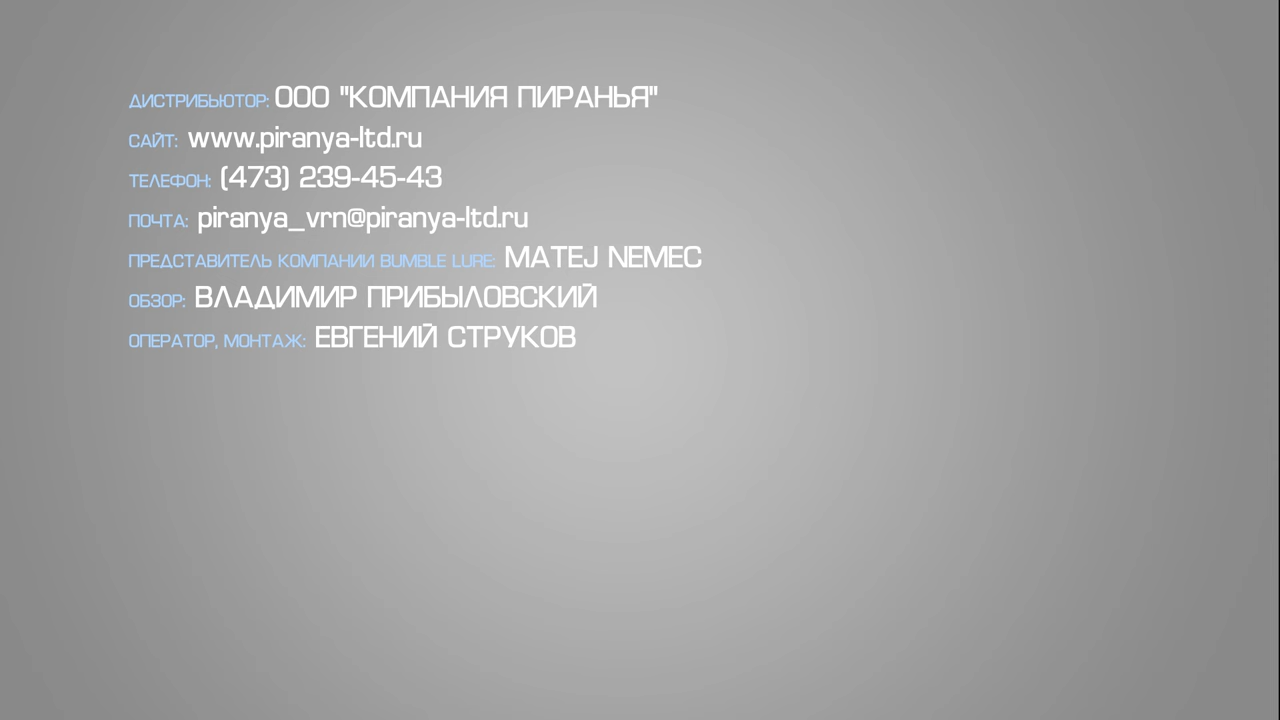 ДИСТРИБЬЮТОР: ООО "КОМПАНИЯ ПИРАНЬЯ"
САЙТ: www.piranya-ltd.ru
ТЕЛЕФОН: (473) 239-45-43
ПОЧТА: piranya_vrn@piranya-ltd.ru
ПРЕДСТАВИТЕЛЬ КОМПАНИИ BUMBLE LURE: MATEJ NEMEC
ОБЗОР: ВЛАДИМИР ПРИБЫЛОВСКИЙ
ОПЕРАТОР, МОНТАЖ: ЕВГЕНИЙ СТРУКОВ